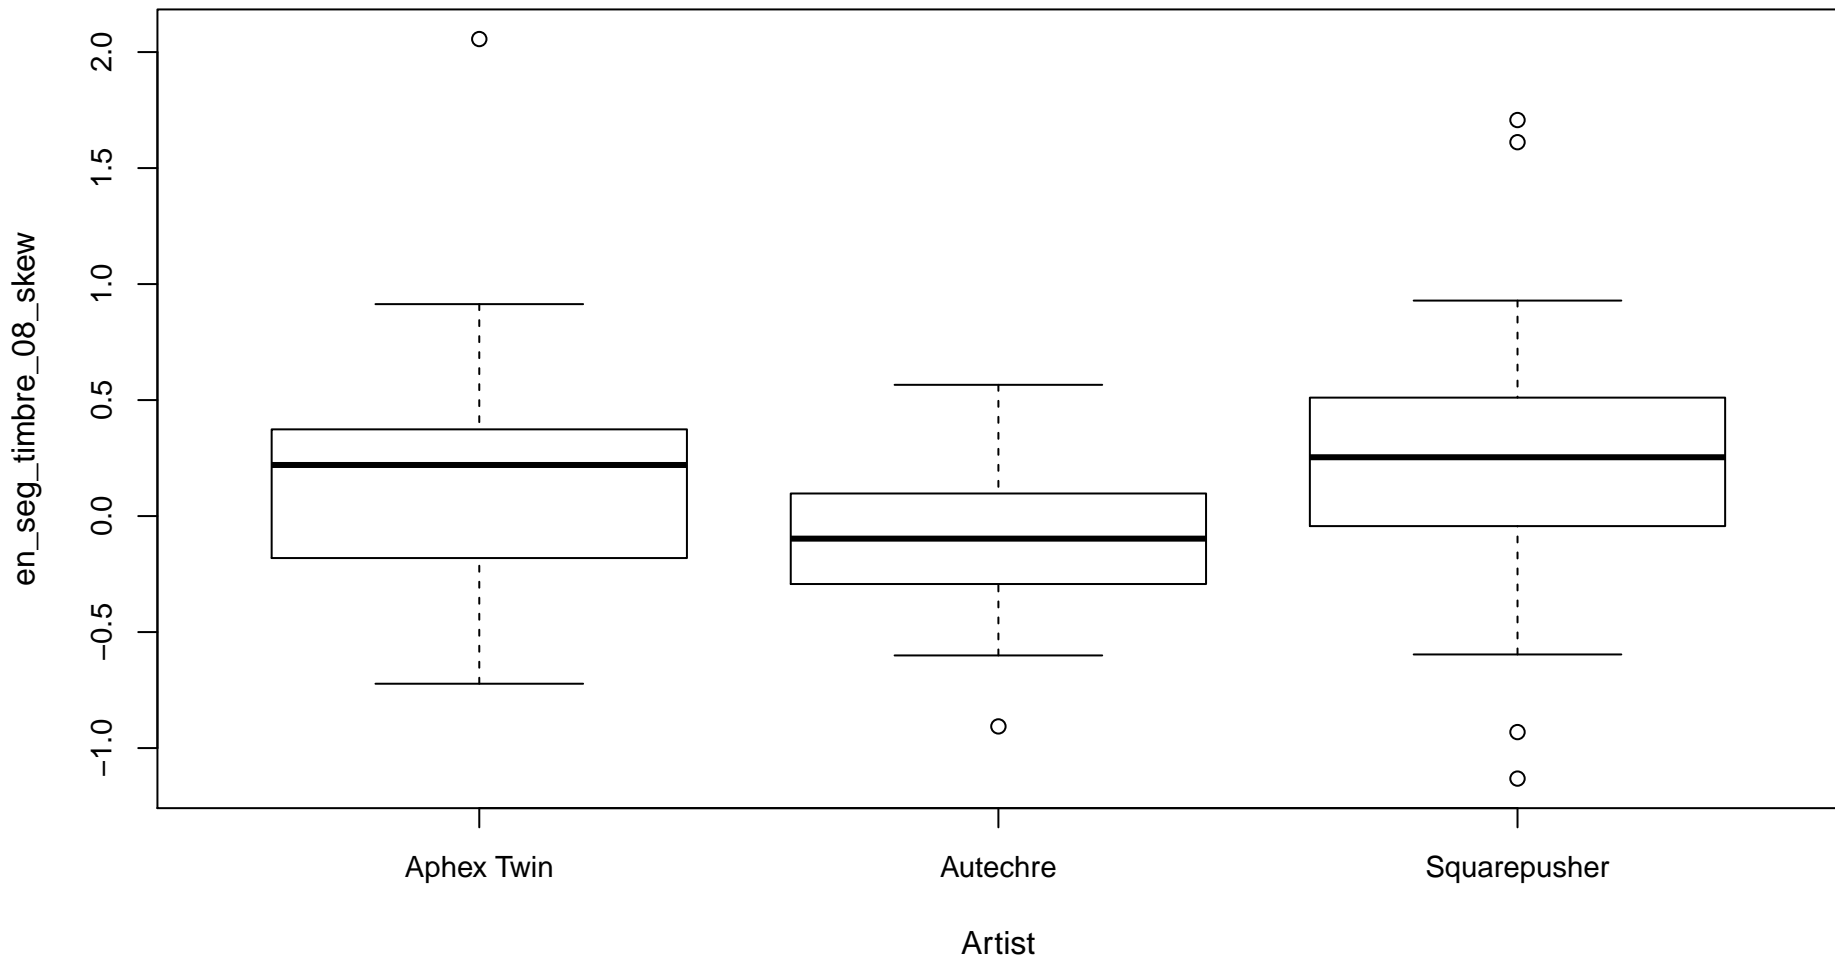 en_seg_timbre_08_skew
2.0
1.5
1.0
0.5
0.0
−0.5
−1.0
Aphex Twin
Autechre
Squarepusher
Artist